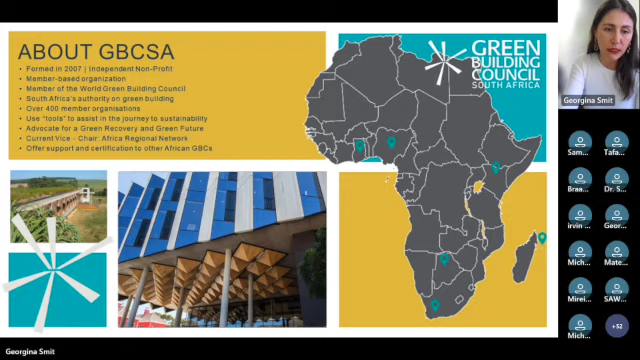 ABOUT GBCSA
• Formed in 2007 | Independent Non-Profit
• Member-based organization
• Member of the World Green Building Council
• South Africa's authority on green building
• Over 400 member organisations
• Use "tools" to assist in the journey to sustainability
• Advocate for a Green Recovery and Green Future
• Current Vice – Chair: Africa Regional Network
• Offer support and certification to other African GBCs
GREEN
BUILDING
COUNCIL
SOUTH AFRICA
Georgina Smit
Sam...
Tafa...
Braa...
Dr. S...
irvin ...
Geor...
Mich...
Mate...
Mirei...
SAW...
Mich...
+52
Georgina Smit